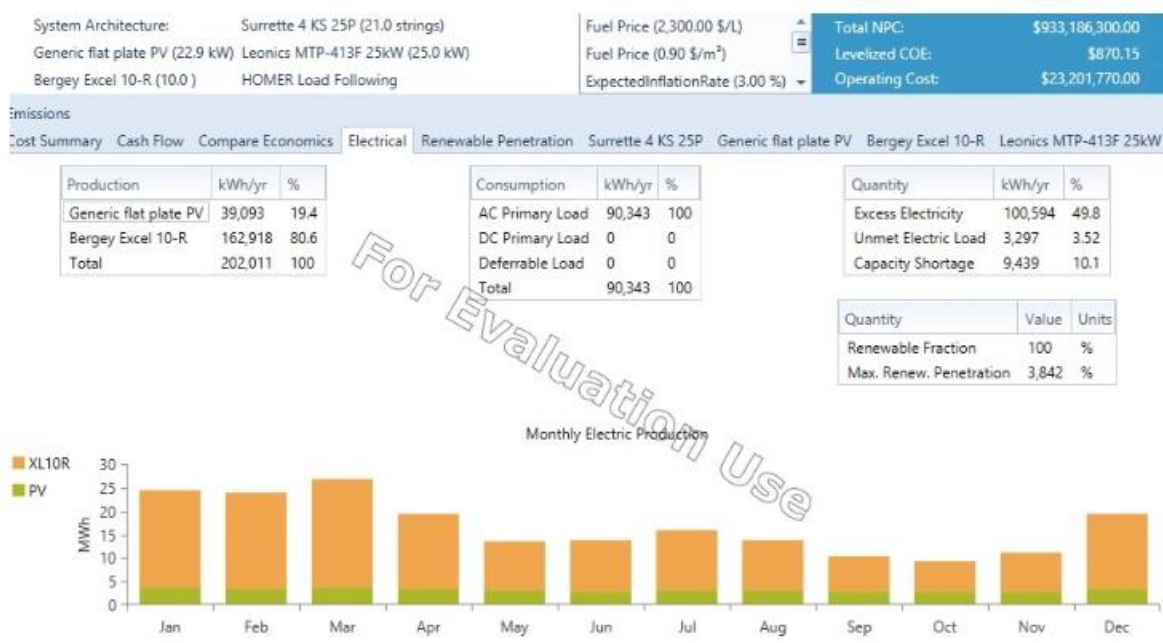 System Architecture: Surrette 4 KS 25P (21.0 strings)
Generic flat plate PV (22.9 kW) Leonics MTP-413F 25kW (25.0 kW)
Bergey Excel 10-R (10.0 ) HOMER Load Following
Fuel Price (2,300.00 $/L)
Fuel Price (0.90 $/m³)
ExpectedInflationRate (3.00 %)
Total NPC: $933,186,300.00
Levelized COE: $870.15
Operating Cost: $23,201,770.00
Emissions
Cost Summary Cash Flow Compare Economics Electrical Renewable Penetration Surrette 4 KS 25P Generic flat plate PV Bergey Excel 10-R Leonics MTP-413F 25kW
Production kWh/yr %
Generic flat plate PV 39,093 19.4
Bergey Excel 10-R 162,918 80.6
Total 202,011 100
Consumption kWh/yr %
AC Primary Load 90,343 100
DC Primary Load 0 0
Deferrable Load 0 0
Total 90,343 100
Quantity kWh/yr %
Excess Electricity 100,594 49.8
Unmet Electric Load 3,297 3.52
Capacity Shortage 9,439 10.1
Quantity Value Units
Renewable Fraction 100 %
Max. Renew. Penetration 3,842 %
For Evaluation Use
Monthly Electric Production
XL10R
PV
MWh
30
25
20
15
10
5
0
Jan Feb Mar Apr May Jun Jul Aug Sep Oct Nov Dec